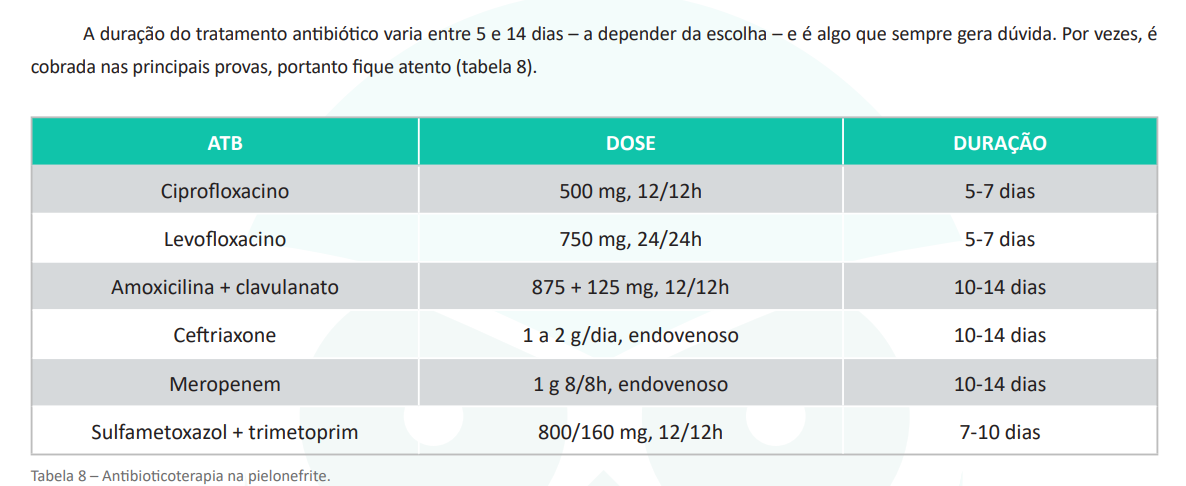 A duração do tratamento antibiótico varia entre 5 e 14 dias – a depender da escolha – e é algo que sempre gera dúvida. Por vezes, é
cobrada nas principais provas, portanto fique atento (tabela 8).
ATB DOSE DURAÇÃO
Ciprofloxacino 500 mg, 12/12h 5-7 dias
Levofloxacino 750 mg, 24/24h 5-7 dias
Amoxicilina + clavulanato 875 + 125 mg, 12/12h 10-14 dias
Ceftriaxone 1 a 2 g/dia, endovenoso 10-14 dias
Meropenem 1 g 8/8h, endovenoso 10-14 dias
Sulfametoxazol + trimetoprim 800/160 mg, 12/12h 7-10 dias
Tabela 8 – Antibioticoterapia na pielonefrite.